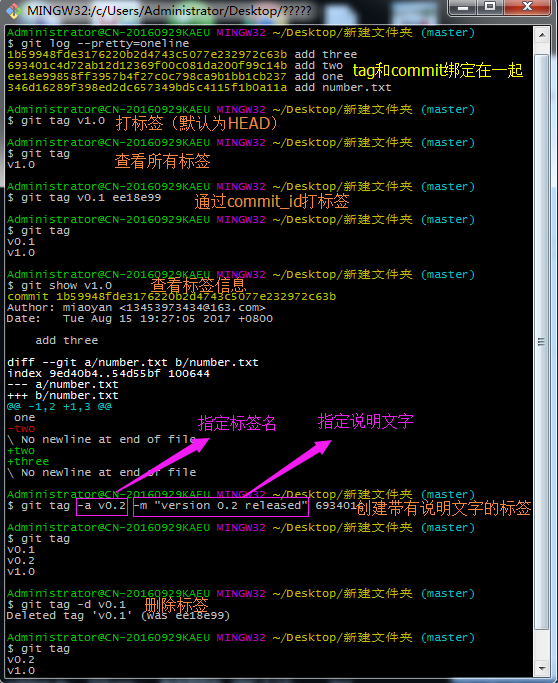 MINGW32:/c/Users/Administrator/Desktop/?????
Administrator@CN-20160929KAEU MINGW32 ~/Desktop/新建文件夹 (master)
$ git log --pretty=oneline
1b59948fde3176220b2d4743c5077e232972c63b add three
693401c4d72ab12d12369f00c081da200f99c14b add two
ee18e99858ff3957b4f27c0c798ca9b1bb1cb237 add one
tag和commit绑定在一起
346d16289f398ed2dc657349bd5c4115f1b0a11a add number.txt
Administrator@CN-20160929KAEU MINGW32 ~/Desktop/新建文件夹 (master)
$ git tag v1.0 打标签（默认为HEAD）
Administrator@CN-20160929KAEU MINGW32 ~/Desktop/新建文件夹 (master)
$ git tag
v1.0 查看所有标签
Administrator@CN-20160929KAEU MINGW32 ~/Desktop/新建文件夹 (master)
$ git tag v0.1 ee18e99 通过commit_id打标签
Administrator@CN-20160929KAEU MINGW32 ~/Desktop/新建文件夹 (master)
$ git tag
v0.1
v1.0
Administrator@CN-20160929KAEU MINGW32 ~/Desktop/新建文件夹 (master)
$ git show v1.0 查看标签信息
commit 1b59948fde3176220b2d4743c5077e232972c63b
Author: miaoyan <13453973434@163.com>
Date:   Tue Aug 15 19:27:05 2017 +0800
add three
diff --git a/number.txt b/number.txt
index 9ed40b4..54d55bf 100644
--- a/number.txt
+++ b/number.txt
@@ -1,2 +1,3 @@
one
指定标签名 指定说明文字
-two
\ No newline at end of file
+two
+three
\ No newline at end of file
Administrator@CN-20160929KAEU MINGW32 ~/Desktop/新建文件夹 (master)
$ git tag -a v0.2 -m "version 0.2 released" 693401 创建带有说明文字的标签
Administrator@CN-20160929KAEU MINGW32 ~/Desktop/新建文件夹 (master)
$ git tag
v0.1
v0.2
v1.0
Administrator@CN-20160929KAEU MINGW32 ~/Desktop/新建文件夹 (master)
$ git tag -d v0.1 删除标签
Deleted tag 'v0.1' (was ee18e99)
Administrator@CN-20160929KAEU MINGW32 ~/Desktop/新建文件夹 (master)
$ git tag
v0.2
v1.0